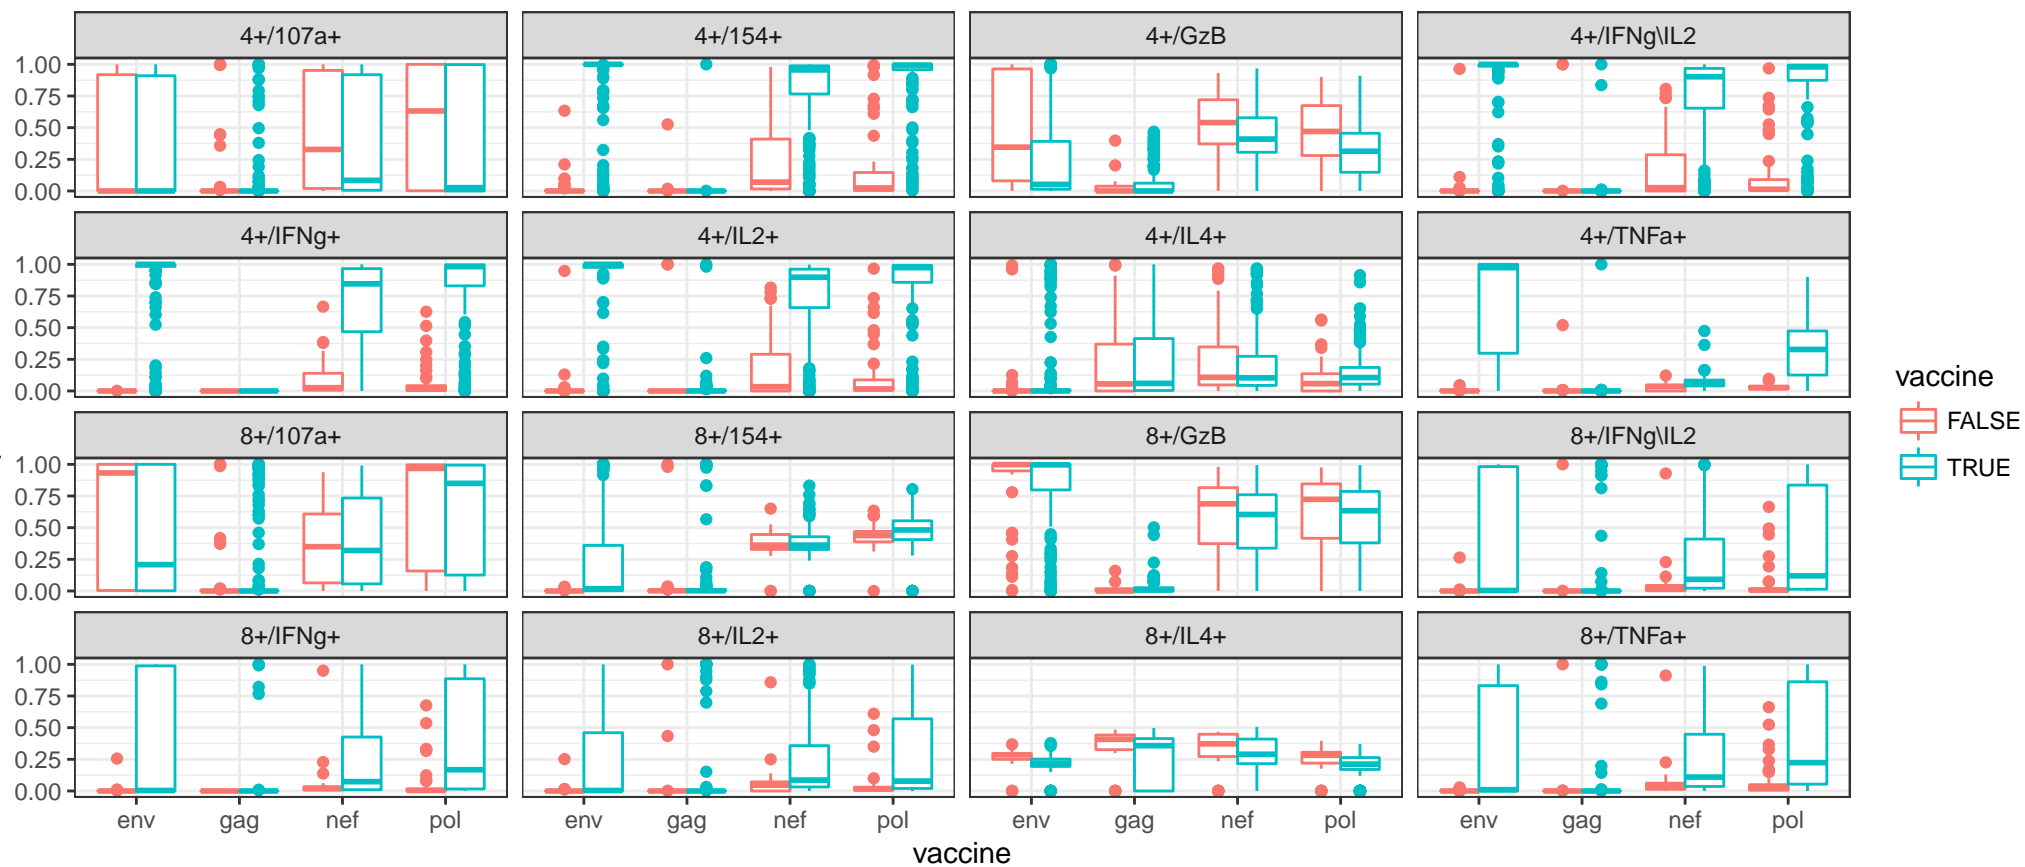 4+/107a+ 4+/154+ 4+/GzB 4+/IFNg\IL2
1.00
0.75
0.50
0.25
0.00
4+/IFNg+ 4+/IL2+ 4+/IL4+ 4+/TNFa+
1.00
0.75
0.50
0.25
0.00
8+/107a+ 8+/154+ 8+/GzB 8+/IFNg\IL2
1.00
0.75
0.50
0.25
0.00
8+/IFNg+ 8+/IL2+ 8+/IL4+ 8+/TNFa+
1.00
0.75
0.50
0.25
0.00
env gag nef pol env gag nef pol env gag nef pol env gag nef pol
vaccine
vaccine
FALSE
TRUE